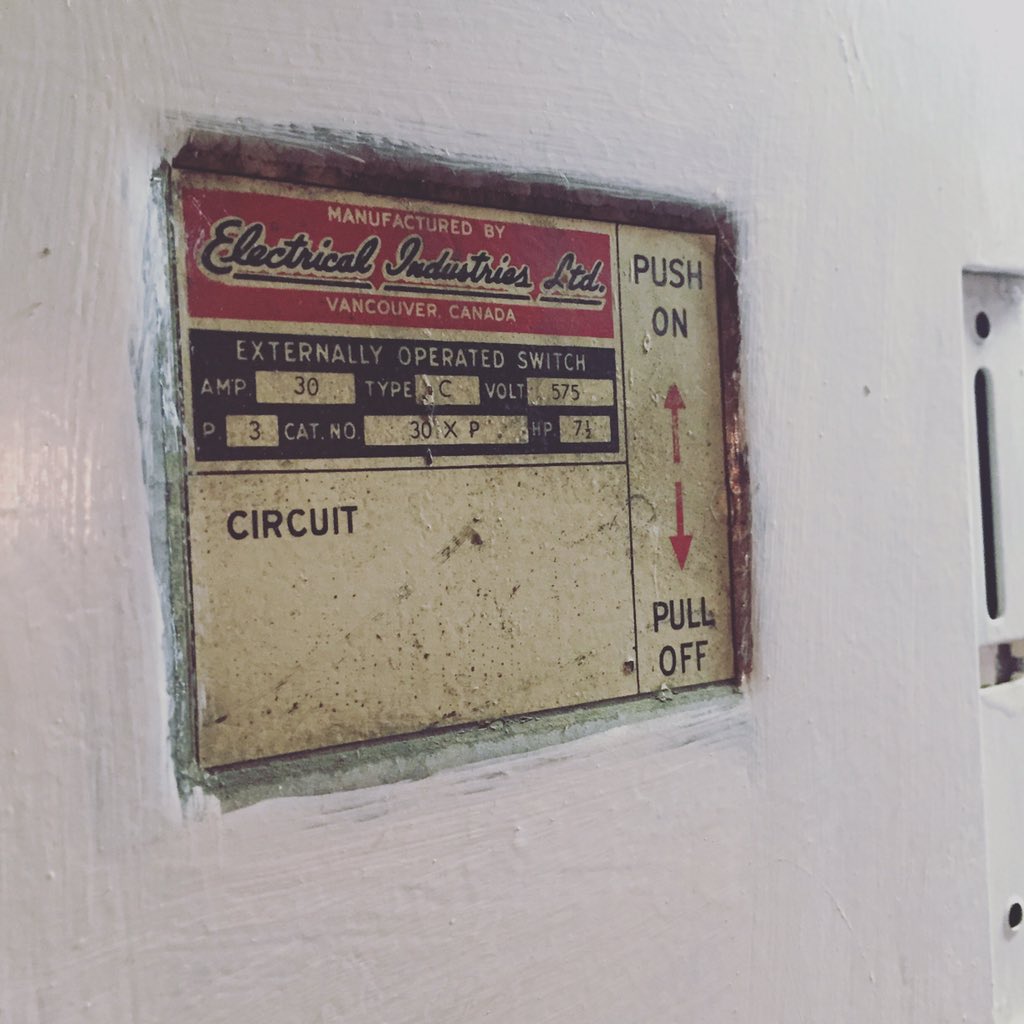 MANUFACTURED BY
Electrical Industries Ltd.
VANCOUVER, CANADA
EXTERNALLY OPERATED SWITCH
AMP. 30 TYPE C VOLT 575
P. 3 CAT. NO. 30 X P HP. 7½
CIRCUIT
PUSH
ON
PULL
OFF